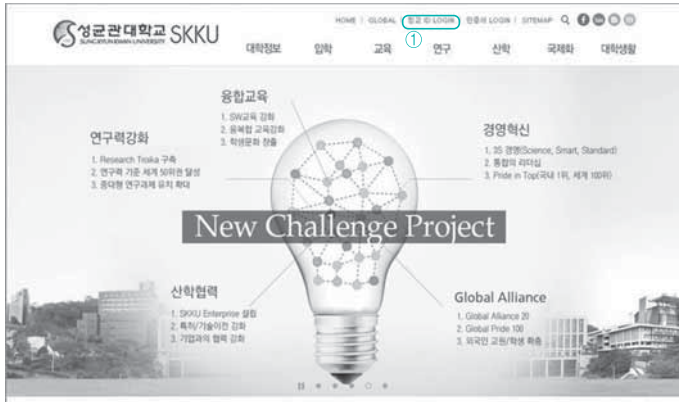 성균관대학교 SKKU
SUNGKYUNKWAN UNIVERSITY
HOME | GLOBAL 킹고 ID LOGIN 인증서 LOGIN | SITEMAP
①
대학정보 입학 교육 연구 산학 국제화 대학생활
융합교육
1. SW교육 강화
2. 융복합 교육강화
3. 학생문화 창출
연구력강화
1. Research Troika 구축
2. 연구력 기준 세계 50위권 달성
3. 중대형 연구과제 유치 확대
경영혁신
1. 3S 경영(Science, Smart, Standard)
2. 통합의 리더십
3. Pride in Top(국내 1위, 세계 100위)
New Challenge Project
산학협력
1. SKKU Enterprise 설립
2. 특허/기술이전 강화
3. 기업과의 협력 강화
Global Alliance
1. Global Alliance 20
2. Global Pride 100
3. 외국인 교원/학생 확충